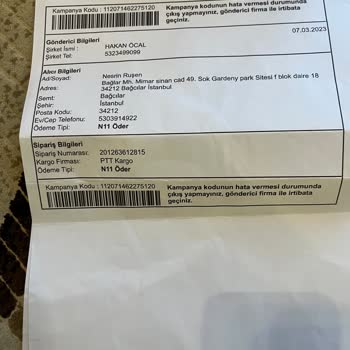 Kampanya Kodu : 112071462275120
Kampanya kodunun hata vermesi durumunda
çıkış yapmayınız, gönderici firma ile irtibata
geçiniz.
07.03.2023
Gönderici Bilgileri
Şirket İsmi : HAKAN ÖCAL
Şirket Tel: 5323499099
Alıcı Bilgileri
Ad/Soyad: Nesrin Ruşen
Adres: Bağlar Mh. Mimar sinan cad 49. Sok Gardeny park Sitesi f blok daire 18
34212 Bağcılar İstanbul
Semt: Bağcılar
Şehir: İstanbul
Posta Kodu: 34212
Ev/Cep Telefonu: 5303914922
Ödeme Tipi: N11 Öder
Sipariş Bilgileri
Sipariş Numarası: 201263612815
Kargo Firması: PTT Kargo
Ödeme Tipi: N11 Öder
Kampanya Kodu : 112071462275120
Kampanya kodunun hata vermesi durumunda
çıkış yapmayınız, gönderici firma ile irtibata
geçiniz.